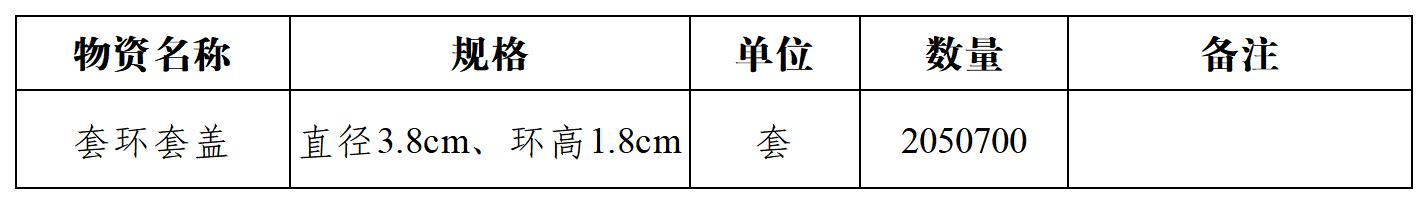 物资名称 规格 单位 数量 备注
套环套盖 直径3.8cm、环高1.8cm 套 2050700